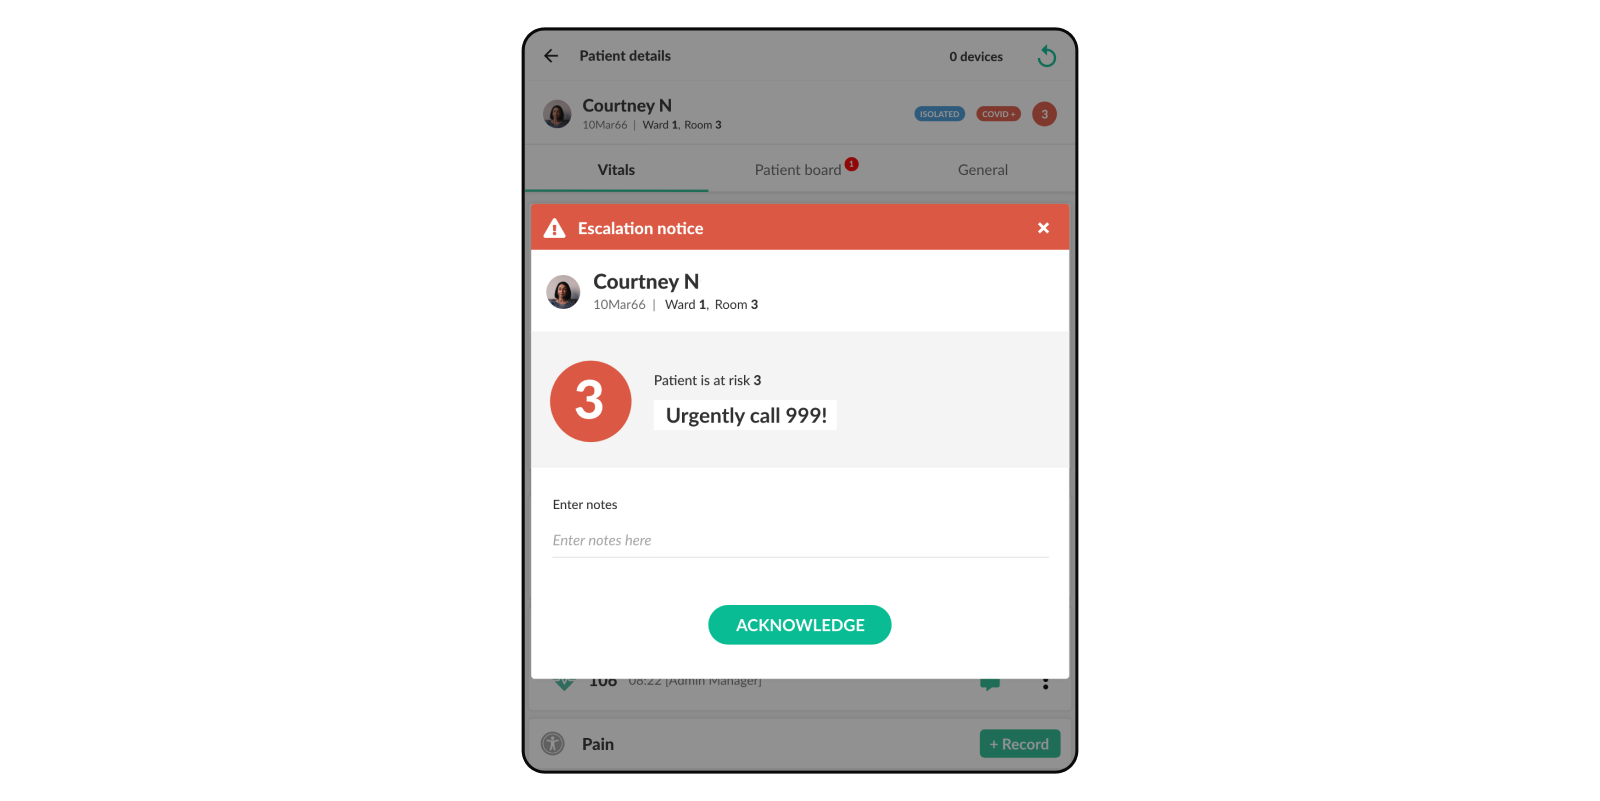 Patient details
0 devices
Courtney N
10Mar66 | Ward 1, Room 3
ISOLATED
COVID +
3
Vitals
Patient board
1
General
Escalation notice
Courtney N
10Mar66 | Ward 1, Room 3
3
Patient is at risk 3
Urgently call 999!
Enter notes
Enter notes here
ACKNOWLEDGE
106 08:22 [Admin Manager]
Pain
+ Record